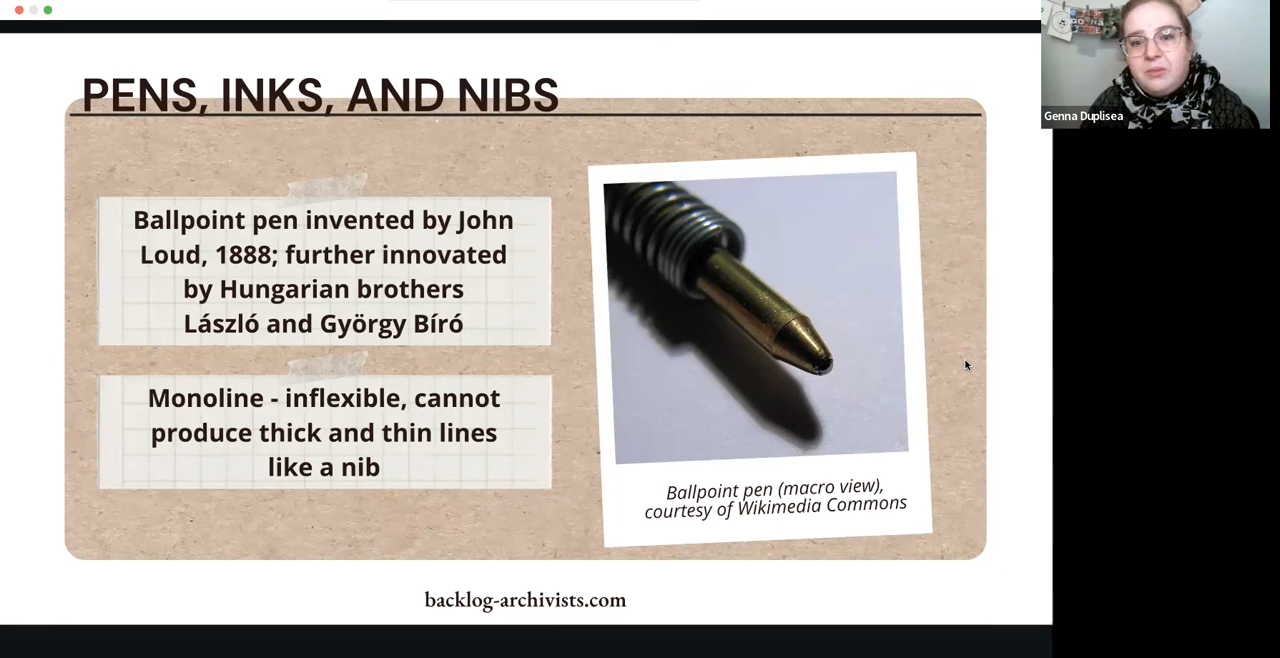 PENS, INKS, AND NIBS
Ballpoint pen invented by John
Loud, 1888; further innovated
by Hungarian brothers
László and György Bíró
Monoline - inflexible, cannot
produce thick and thin lines
like a nib
Ballpoint pen (macro view),
courtesy of Wikimedia Commons
backlog-archivists.com
Genna Duplisea